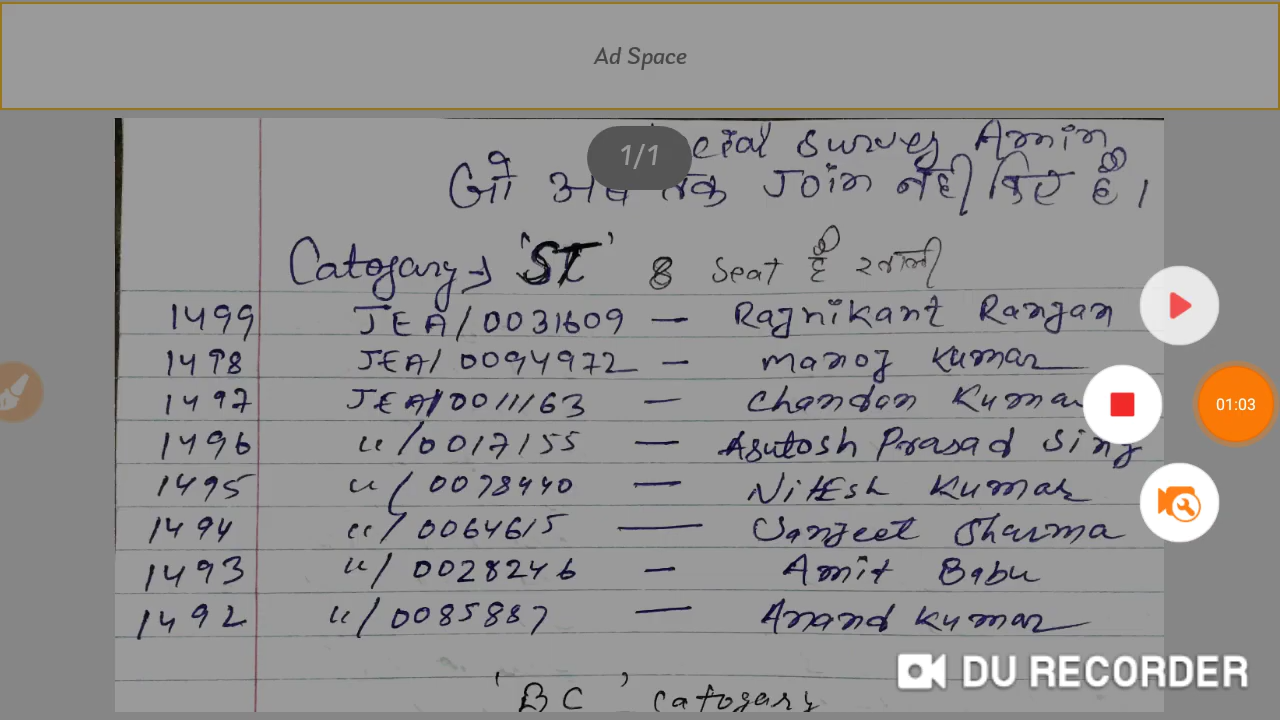 Ad Space
1/1
cial survey Amin
जो अब तक Join नही किए है।
Catogary→ 'ST' 8 seat है खाली
1499 JEA/0031609 — Rajnikant Ranjan
1498 JEA/0094972 — Manoj Kumar
1497 JEA/0011163 — Chandan Kumar
1496 "/0017155 — Asutosh Prasad Sing
1495 "/0078440 — Nitesh Kumar
1494 "/0064615 — Sanjeet Sharma
1493 "/0028246 — Amit Babu
1492 "/0085887 — Anand Kumar
'BC' catogary
01:03
DU RECORDER